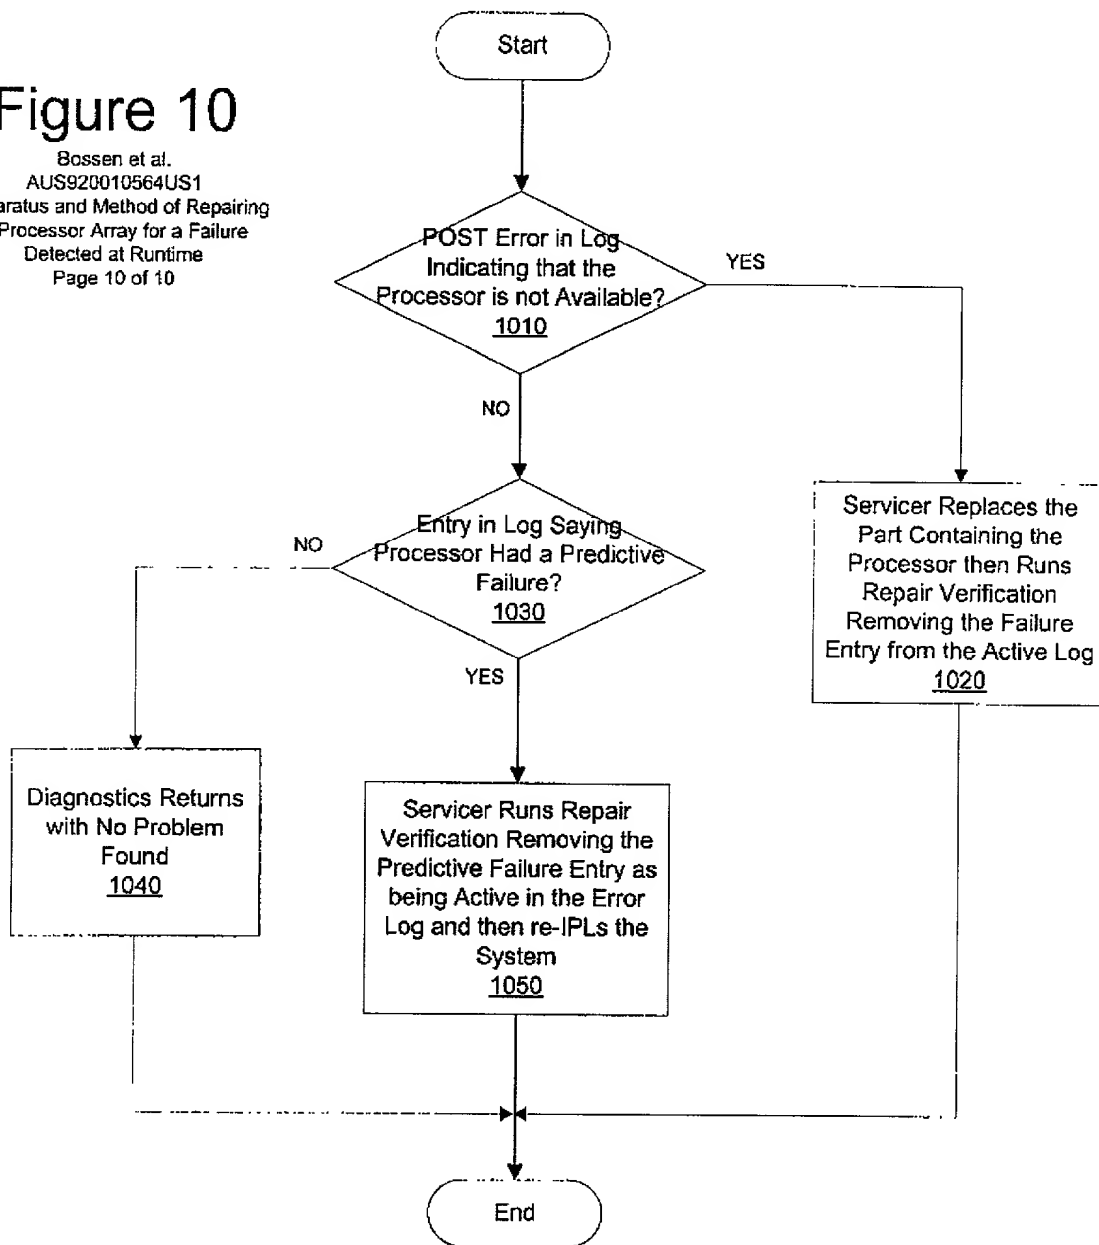 Start
Figure 10
Bossen et al.
AUS920010564US1
aratus and Method of Repairing
Processor Array for a Failure
Detected at Runtime
Page 10 of 10
POST Error in Log
Indicating that the
Processor is not Available?
1010
YES
NO
Entry in Log Saying
Processor Had a Predictive
Failure?
1030
NO
YES
Servicer Replaces the
Part Containing the
Processor then Runs
Repair Verification
Removing the Failure
Entry from the Active Log
1020
Diagnostics Returns
with No Problem
Found
1040
Servicer Runs Repair
Verification Removing the
Predictive Failure Entry as
being Active in the Error
Log and then re-IPLs the
System
1050
End